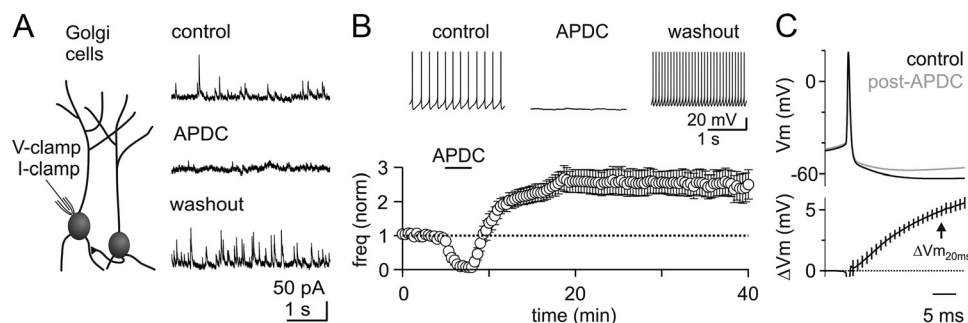 A
Golgi
cells
V-clamp
I-clamp
control
APDC
washout
50 pA
1 s
B
control
APDC
washout
20 mV
1 s
APDC
freq (norm)
3
2
1
0
0
20
40
time (min)
C
control
post-APDC
Vm (mV)
0
-60
ΔVm (mV)
5
0
ΔVm20ms
5 ms